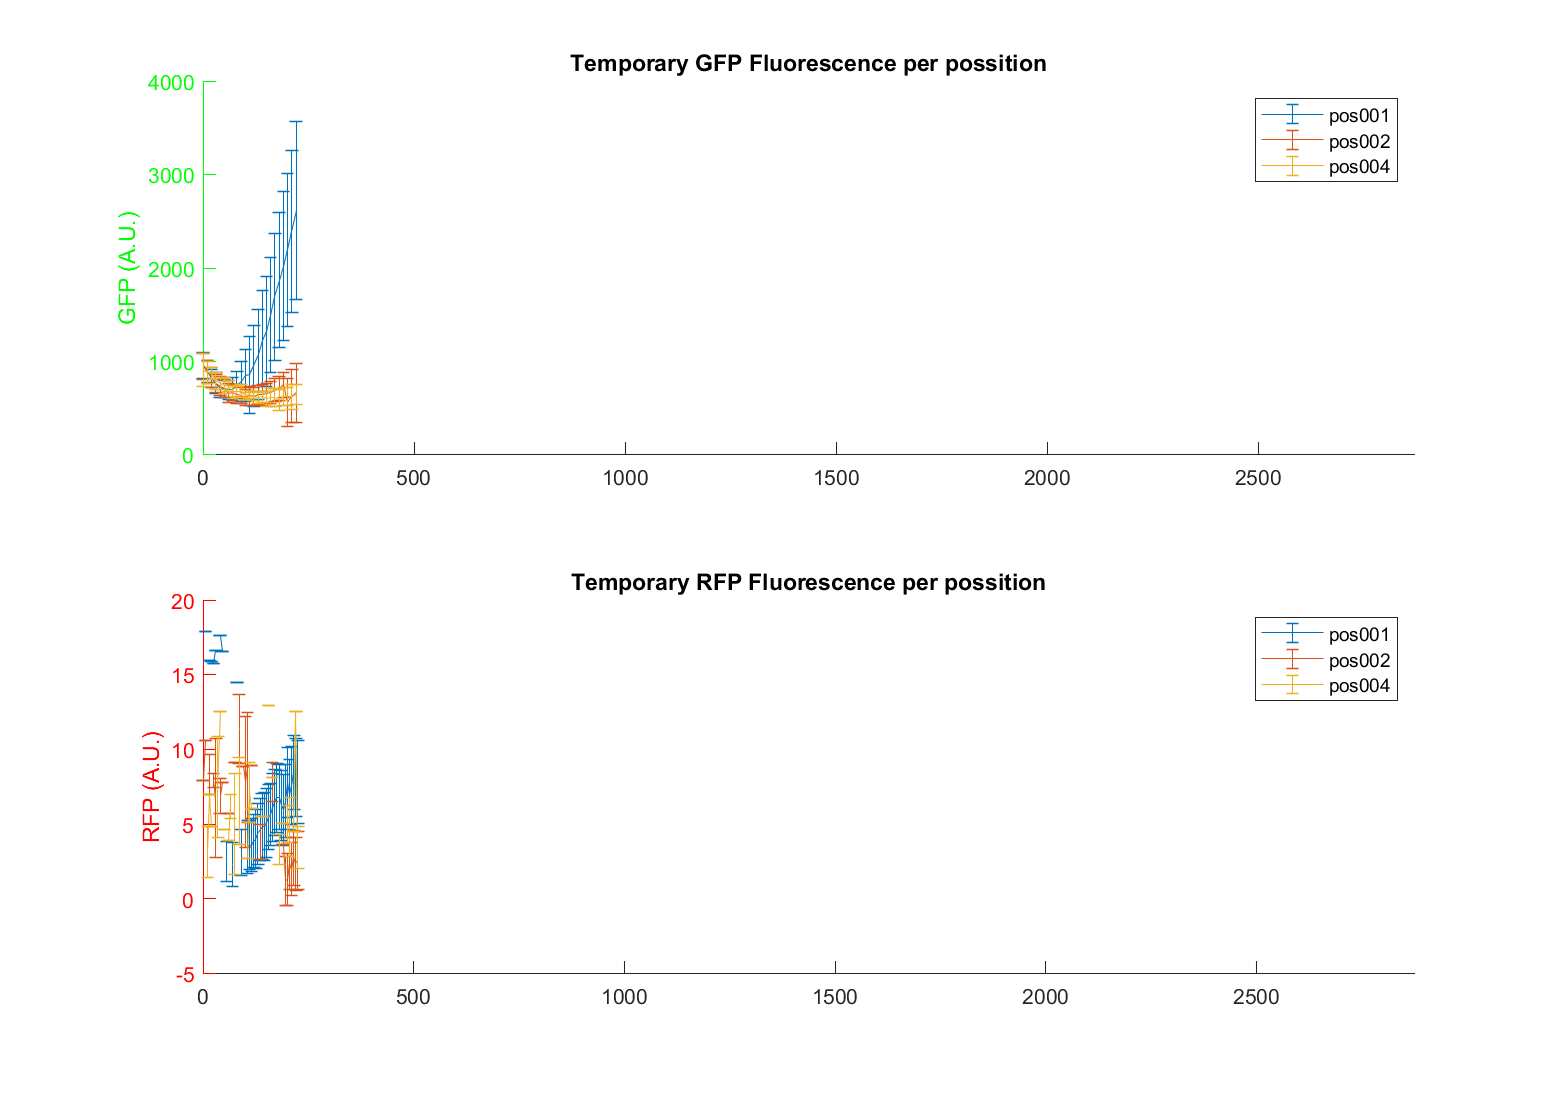 Temporary GFP Fluorescence per possition
4000
3000
2000
1000
0
GFP (A.U.)
pos001
pos002
pos004
0 500 1000 1500 2000 2500
Temporary RFP Fluorescence per possition
20
15
10
5
0
-5
RFP (A.U.)
pos001
pos002
pos004
0 500 1000 1500 2000 2500